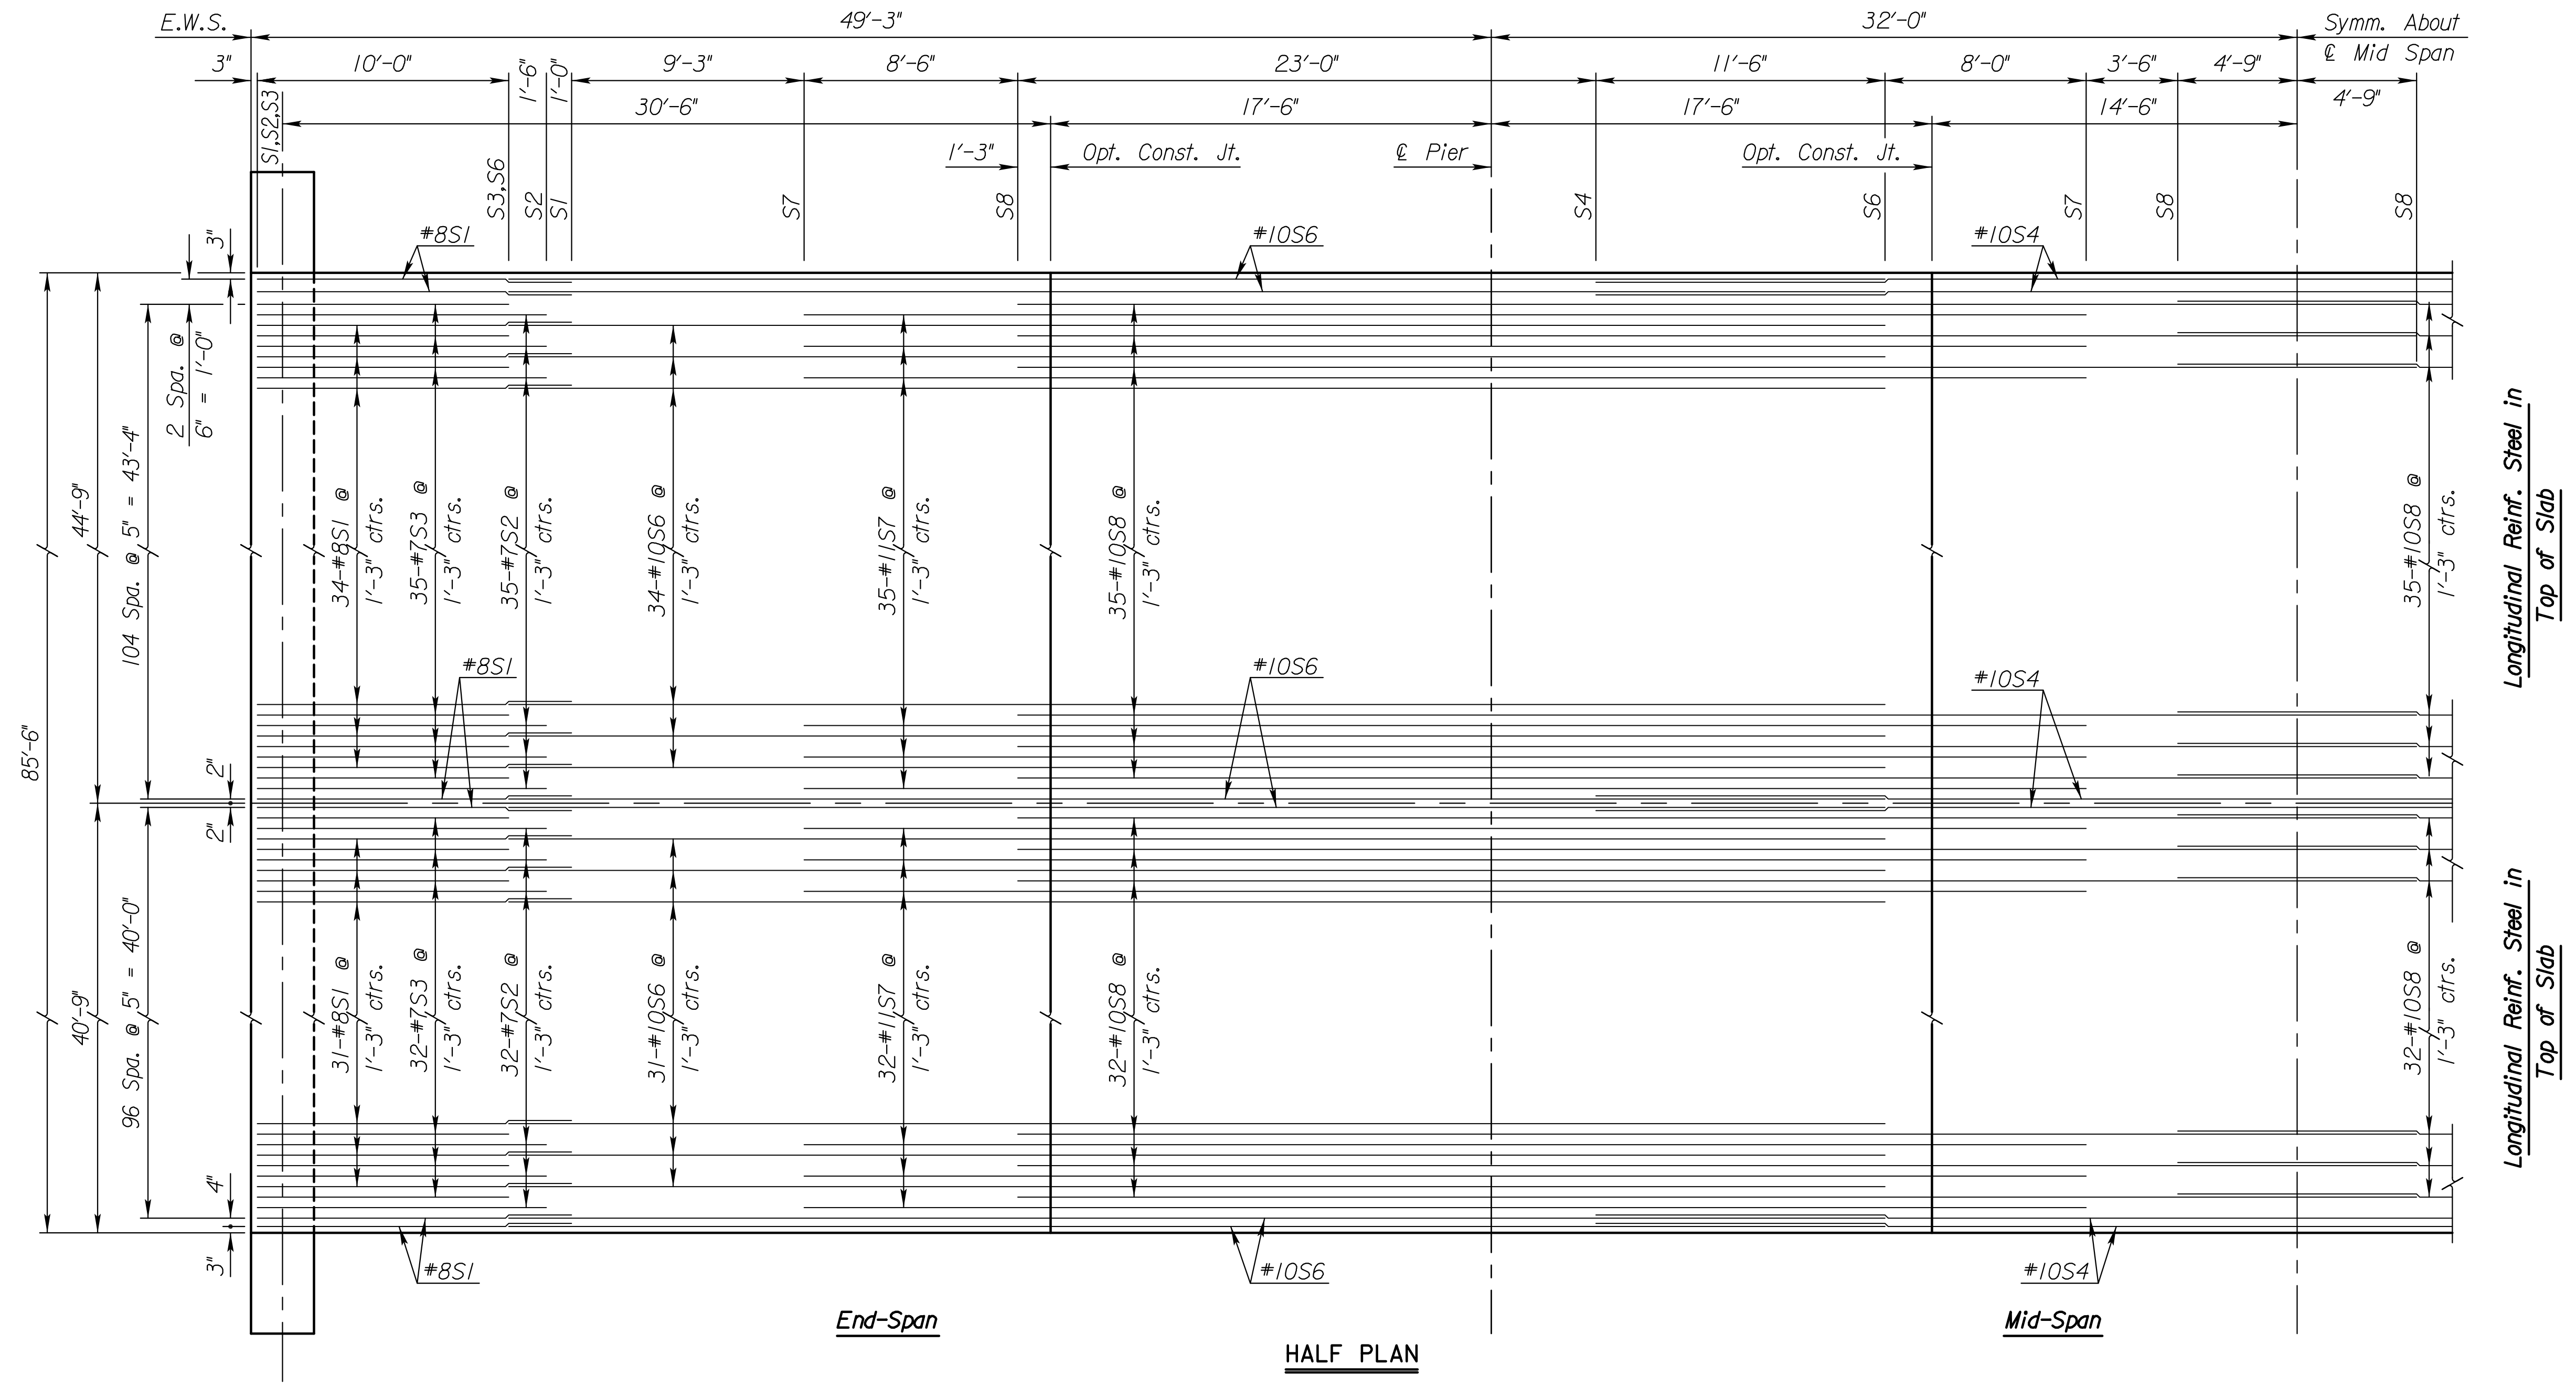 E.W.S.
49'-3"
32'-0"
Symm. About
℄ Mid Span
3"
10'-0"
1'-6"
1'-0"
9'-3"
8'-6"
23'-0"
11'-6"
8'-0"
3'-6"
4'-9"
4'-9"
30'-6"
17'-6"
17'-6"
14'-6"
1'-3"
Opt. Const. Jt.
℄ Pier
Opt. Const. Jt.
S1,S2,S3
S3,S6
S2
S1
S7
S8
S4
S6
S7
S8
S8
3"
#8S1
#10S6
#10S4
2 Spa. @
6" = 1'-0"
85'-6"
44'-9"
104 Spa. @ 5" = 43'-4"
34-#8S1 @
1'-3" ctrs.
35-#7S3 @
1'-3" ctrs.
35-#7S2 @
1'-3" ctrs.
34-#10S6 @
1'-3" ctrs.
35-#11S7 @
1'-3" ctrs.
35-#10S8 @
1'-3" ctrs.
35-#10S8 @
1'-3" ctrs.
Longitudinal Reinf. Steel in
Top of Slab
#8S1
#10S6
#10S4
2"
2"
40'-9"
96 Spa. @ 5" = 40'-0"
31-#8S1 @
1'-3" ctrs.
32-#7S3 @
1'-3" ctrs.
32-#7S2 @
1'-3" ctrs.
31-#10S6 @
1'-3" ctrs.
32-#11S7 @
1'-3" ctrs.
32-#10S8 @
1'-3" ctrs.
32-#10S8 @
1'-3" ctrs.
Longitudinal Reinf. Steel in
Top of Slab
4"
3"
#8S1
#10S6
#10S4
End-Span
Mid-Span
HALF PLAN